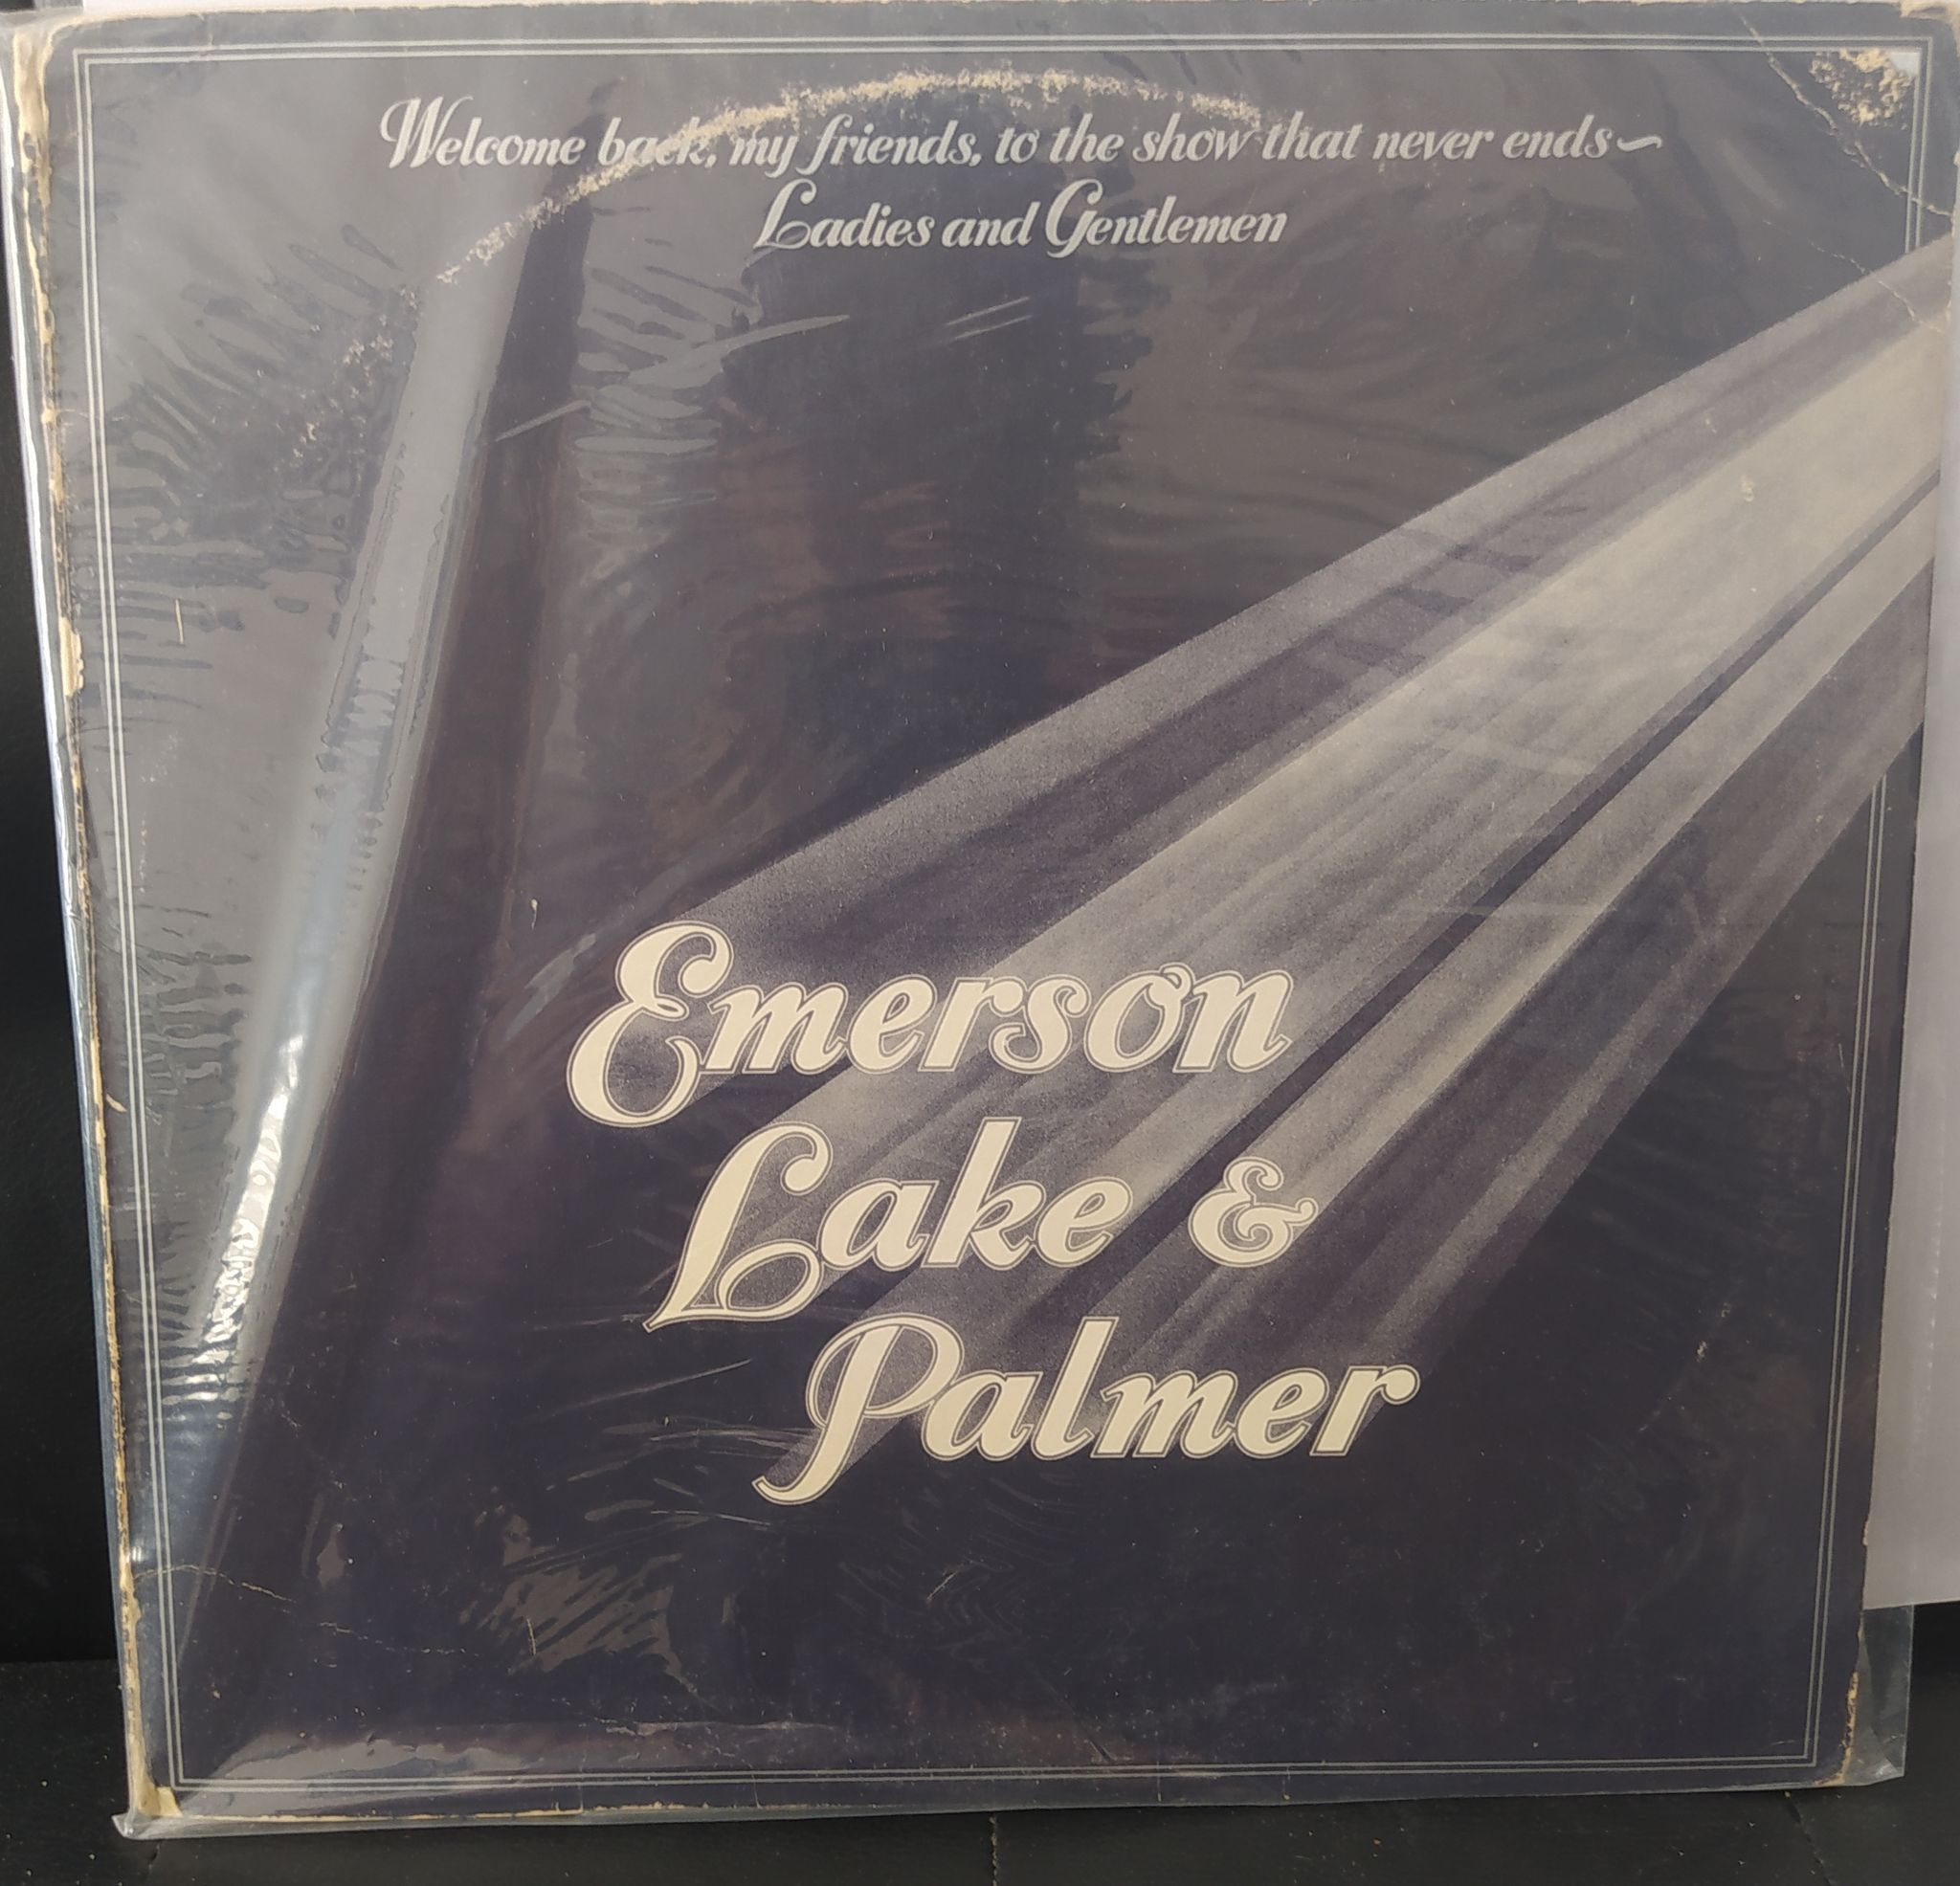 Welcome back, my friends, to the show that never ends~
Ladies and Gentlemen
Emerson
Lake &
Palmer